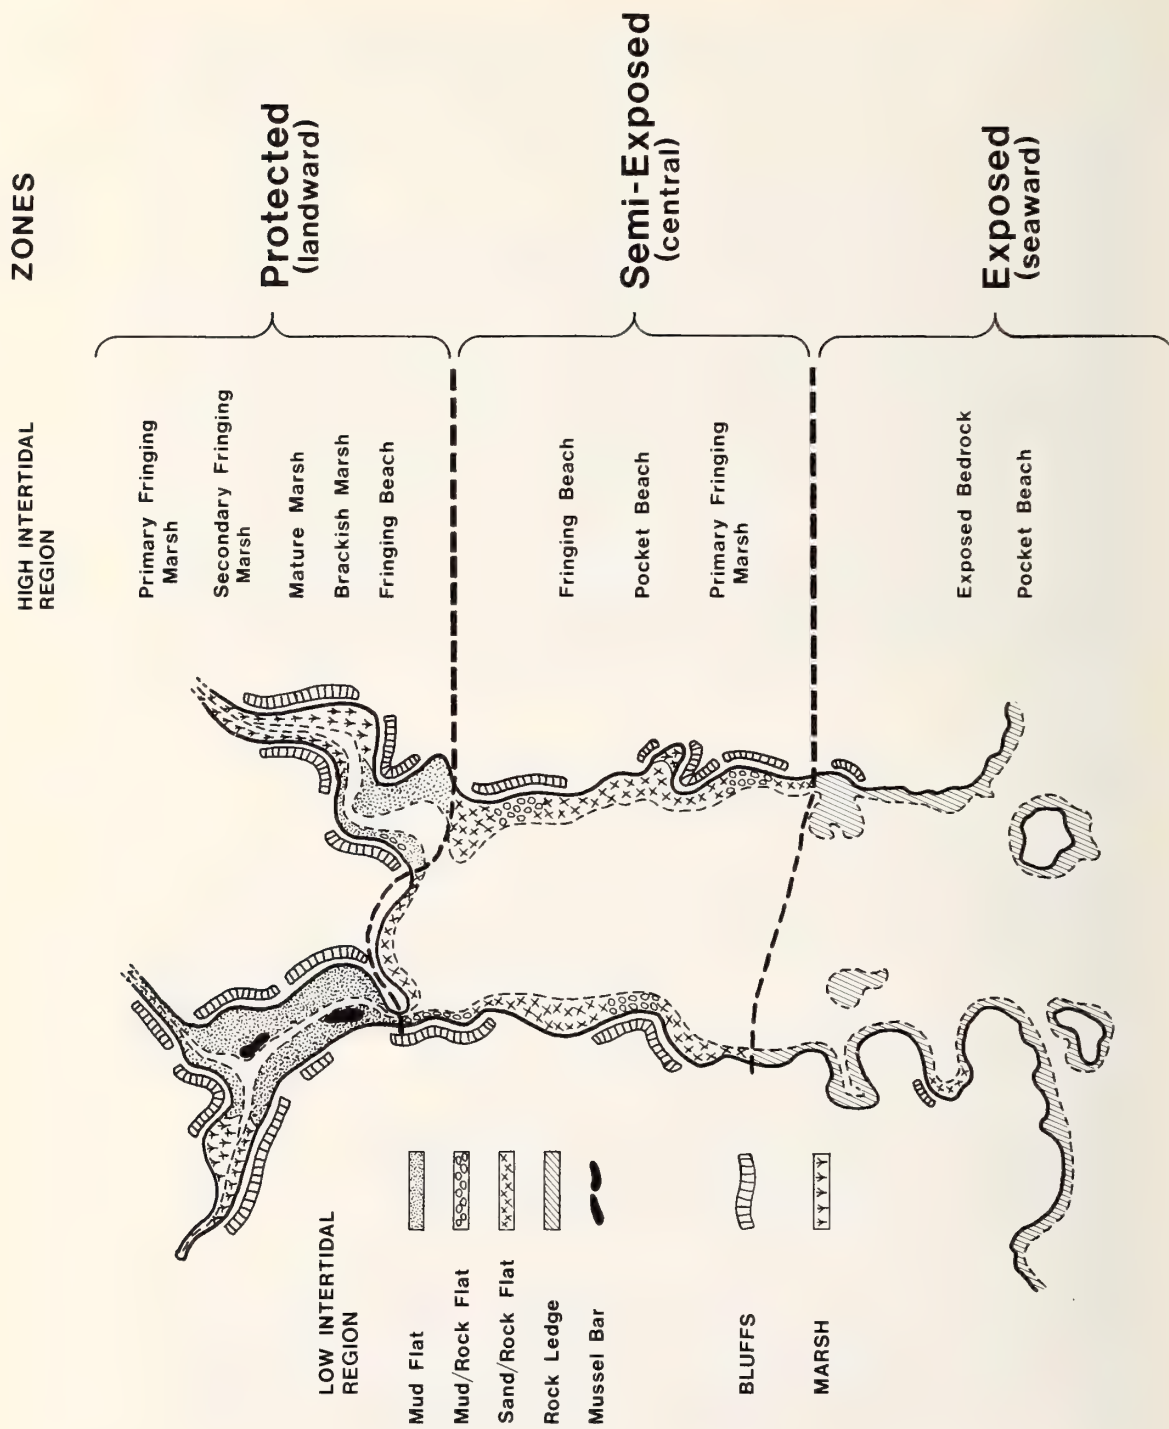 HIGH INTERTIDAL
REGION
ZONES
Primary Fringing
Marsh
Secondary Fringing
Marsh
Mature Marsh
Brackish Marsh
Fringing Beach
Protected
(landward)
Fringing Beach
Pocket Beach
Primary Fringing
Marsh
Semi-Exposed
(central)
Exposed Bedrock
Pocket Beach
Exposed
(seaward)
LOW INTERTIDAL
REGION
Mud Flat
Mud/Rock Flat
Sand/Rock Flat
Rock Ledge
Mussel Bar
BLUFFS
MARSH